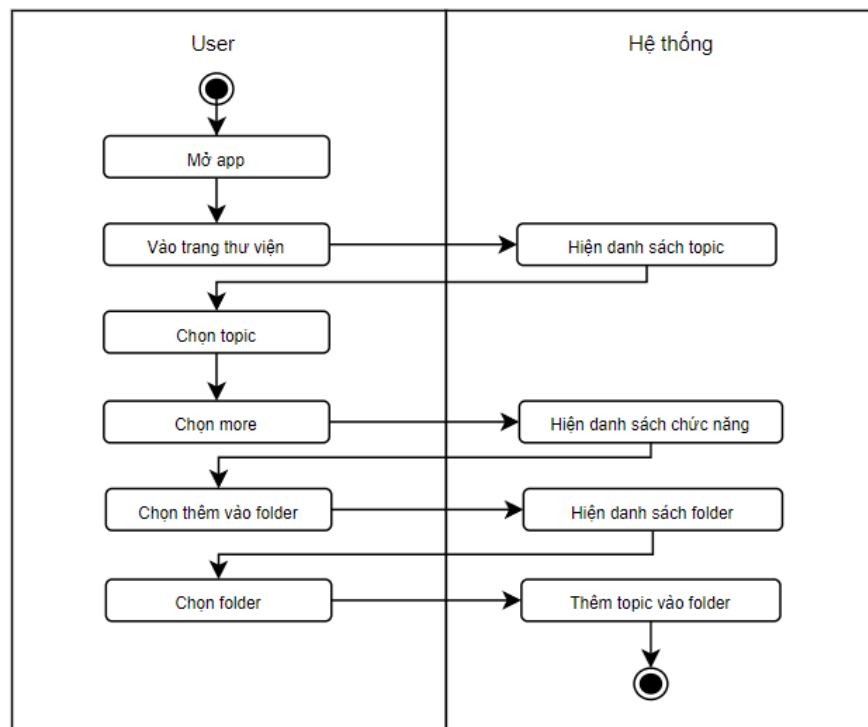 User
Hệ thống
Mở app
Vào trang thư viện
Hiện danh sách topic
Chọn topic
Chọn more
Hiện danh sách chức năng
Chọn thêm vào folder
Hiện danh sách folder
Chọn folder
Thêm topic vào folder